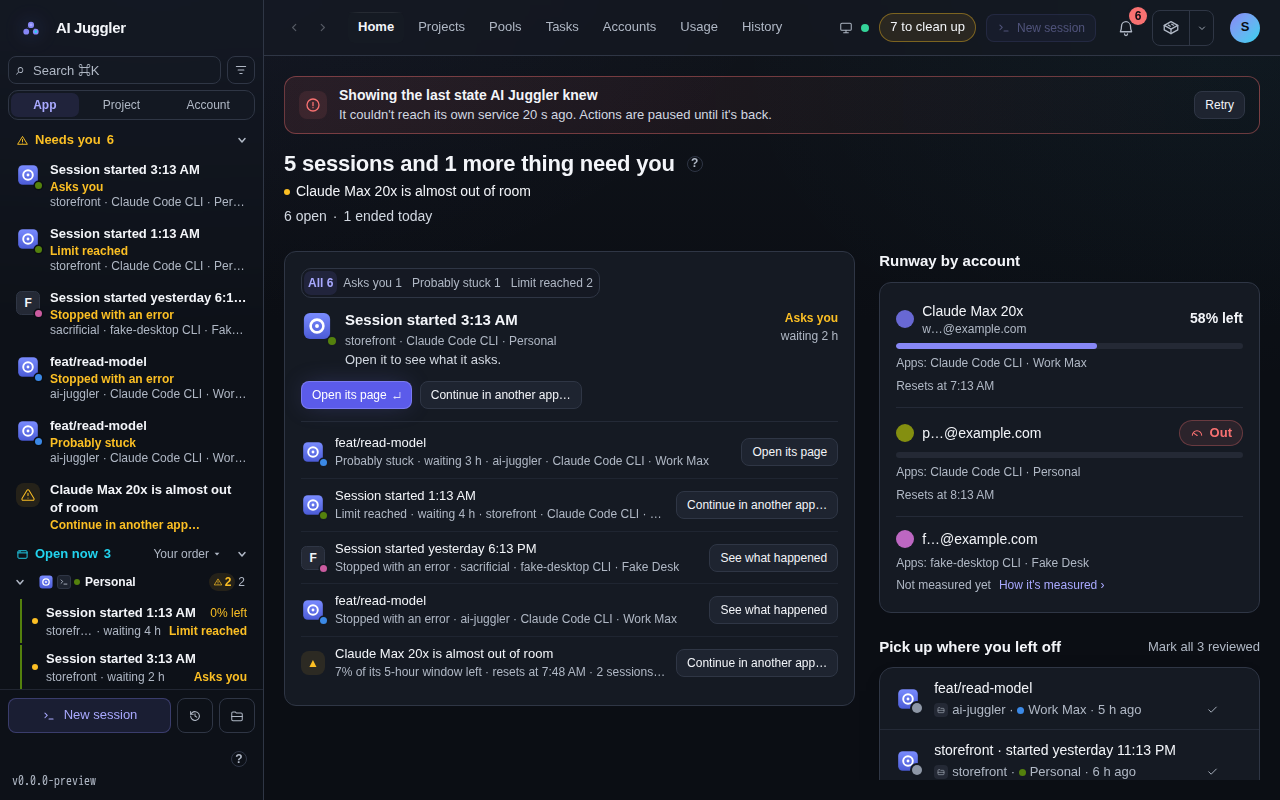 AI Juggler
Search ⌘K
App Project Account
Needs you 6
Session started 3:13 AM
Asks you
storefront · Claude Code CLI · Per…
Session started 1:13 AM
Limit reached
storefront · Claude Code CLI · Per…
F
Session started yesterday 6:1…
Stopped with an error
sacrificial · fake-desktop CLI · Fak…
feat/read-model
Stopped with an error
ai-juggler · Claude Code CLI · Wor…
feat/read-model
Probably stuck
ai-juggler · Claude Code CLI · Wor…
Claude Max 20x is almost out
of room
Continue in another app…
Open now 3 Your order
Personal 2 2
Session started 1:13 AM 0% left
storefr… · waiting 4 h Limit reached
Session started 3:13 AM
storefront · waiting 2 h Asks you
New session
?
v0.0.0-preview
Home Projects Pools Tasks Accounts Usage History
7 to clean up
New session
6
S
Showing the last state AI Juggler knew
It couldn't reach its own service 20 s ago. Actions are paused until it's back.
Retry
5 sessions and 1 more thing need you ?
Claude Max 20x is almost out of room
6 open · 1 ended today
All 6 Asks you 1 Probably stuck 1 Limit reached 2
Session started 3:13 AM Asks you
storefront · Claude Code CLI · Personal waiting 2 h
Open it to see what it asks.
Open its page ↵ Continue in another app…
feat/read-model
Probably stuck · waiting 3 h · ai-juggler · Claude Code CLI · Work Max
Open its page
Session started 1:13 AM
Limit reached · waiting 4 h · storefront · Claude Code CLI · …
Continue in another app…
F
Session started yesterday 6:13 PM
Stopped with an error · sacrificial · fake-desktop CLI · Fake Desk
See what happened
feat/read-model
Stopped with an error · ai-juggler · Claude Code CLI · Work Max
See what happened
Claude Max 20x is almost out of room
7% of its 5-hour window left · resets at 7:48 AM · 2 sessions…
Continue in another app…
Runway by account
Claude Max 20x
w…@example.com
58% left
Apps: Claude Code CLI · Work Max
Resets at 7:13 AM
p…@example.com Out
Apps: Claude Code CLI · Personal
Resets at 8:13 AM
f…@example.com
Apps: fake-desktop CLI · Fake Desk
Not measured yet How it's measured ›
Pick up where you left off Mark all 3 reviewed
feat/read-model
ai-juggler · Work Max · 5 h ago
storefront · started yesterday 11:13 PM
storefront · Personal · 6 h ago